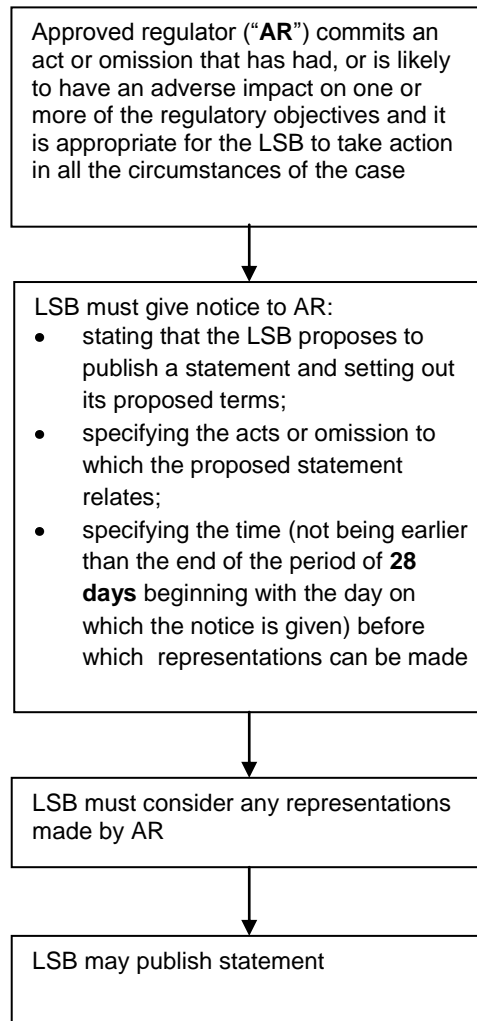 Approved regulator (“AR”) commits an
act or omission that has had, or is likely
to have an adverse impact on one or
more of the regulatory objectives and it
is appropriate for the LSB to take action
in all the circumstances of the case
LSB must give notice to AR:
• stating that the LSB proposes to
publish a statement and setting out
its proposed terms;
• specifying the acts or omission to
which the proposed statement
relates;
• specifying the time (not being earlier
than the end of the period of 28
days beginning with the day on
which the notice is given) before
which representations can be made
LSB must consider any representations
made by AR
LSB may publish statement